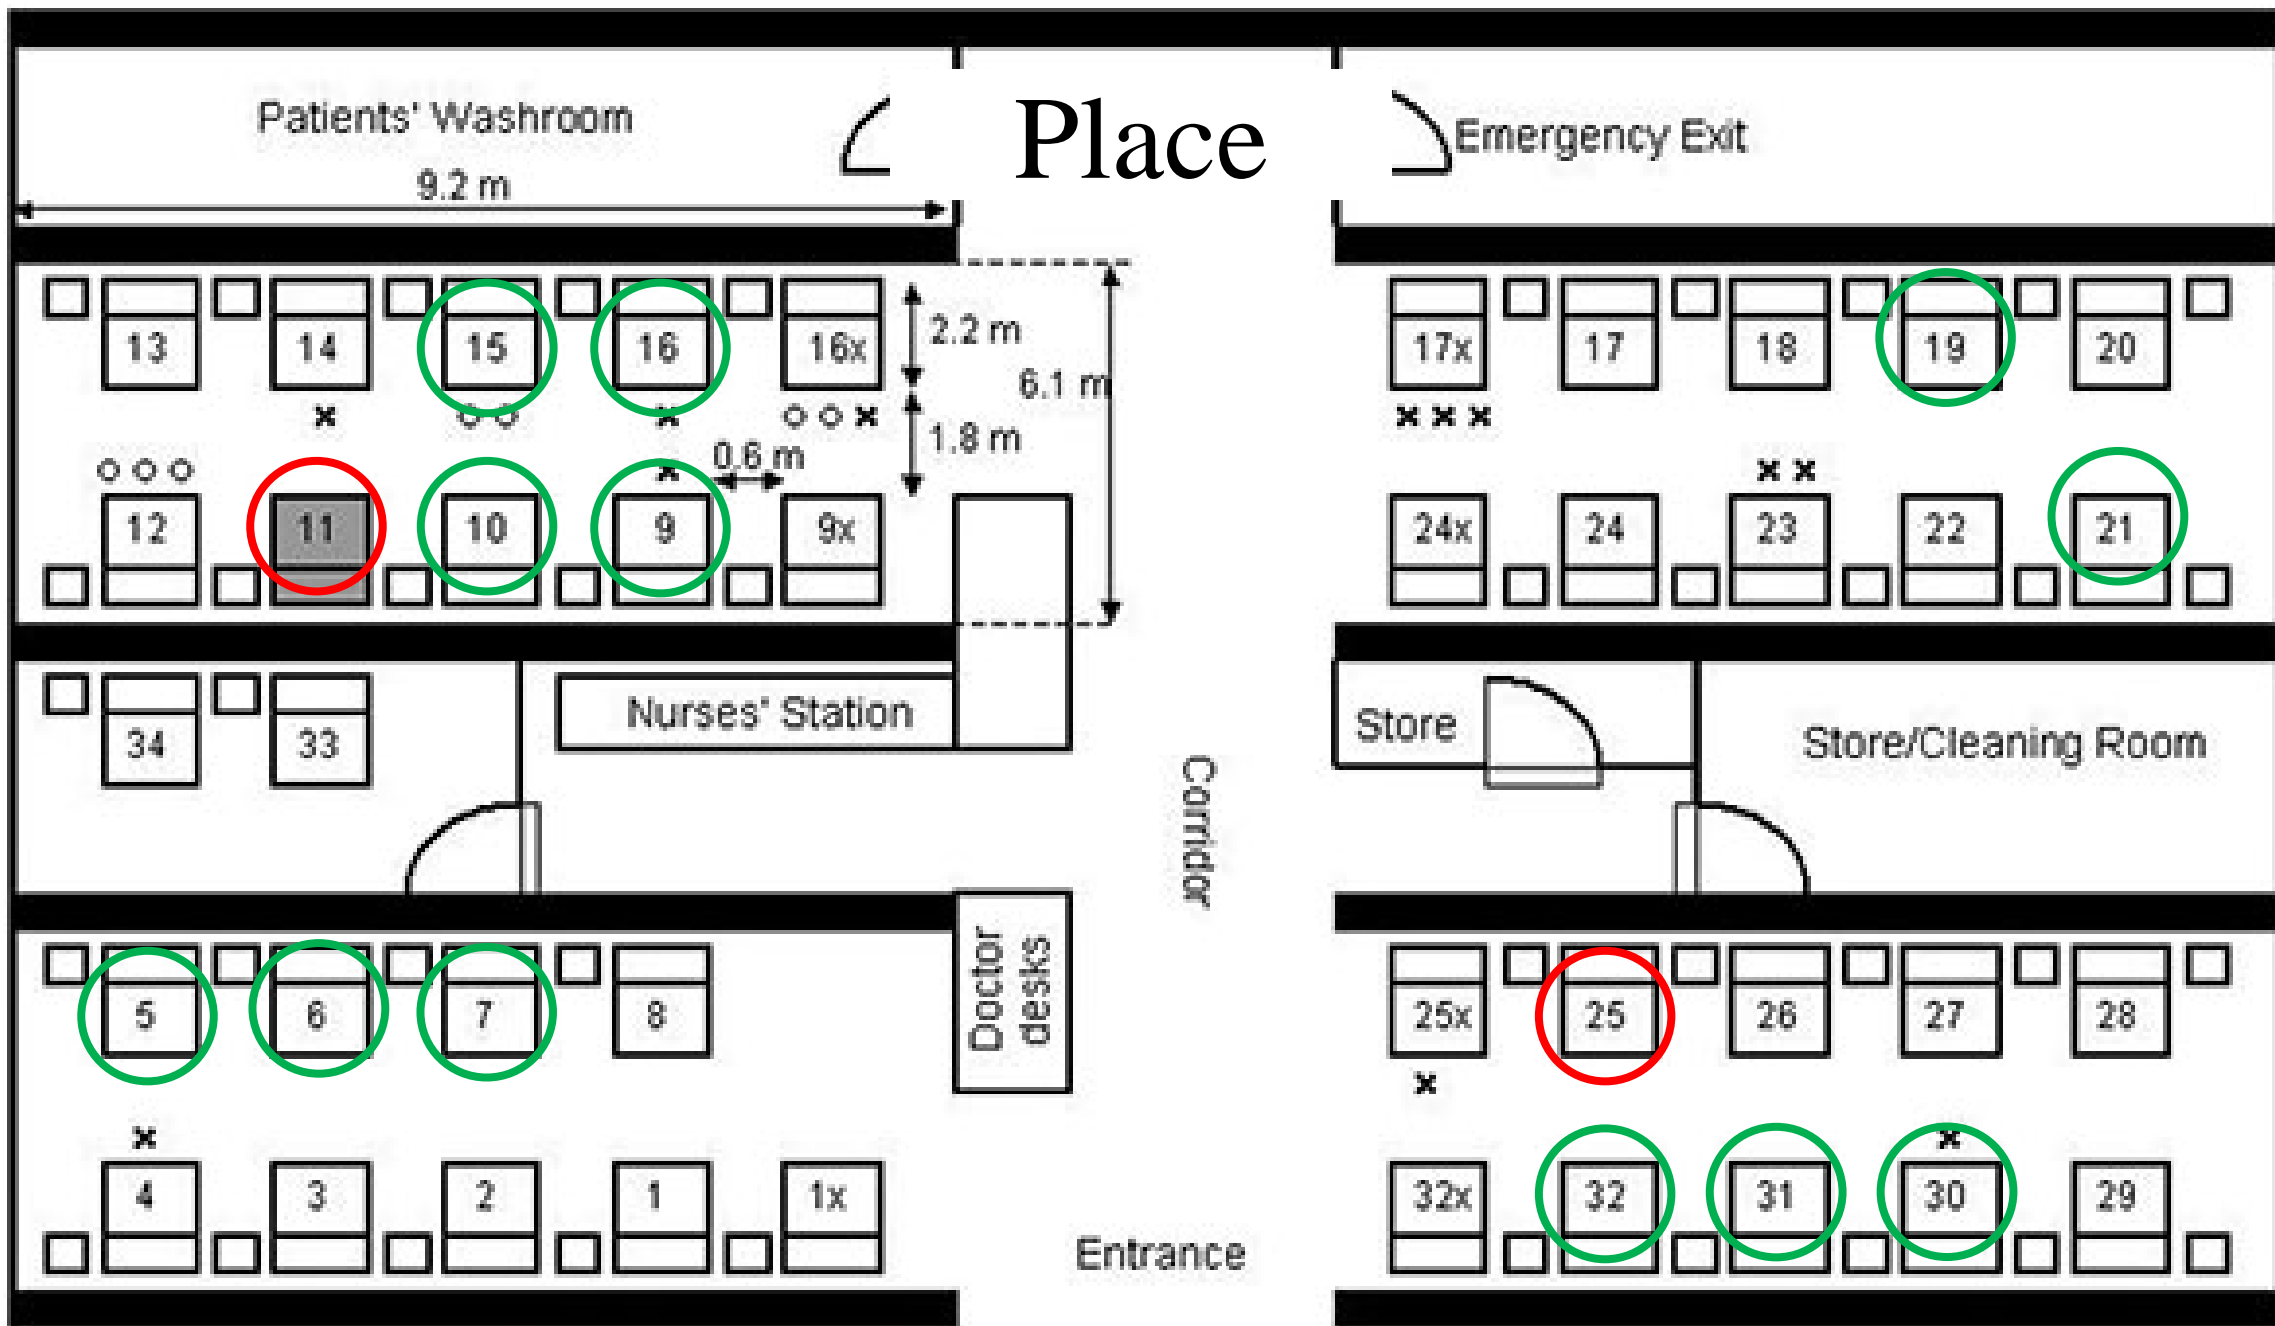 Place
Patients' Washroom
9.2 m
Emergency Exit
13 14 15 16 16x
2.2 m
6.1 m
17x 17 18 19 20
x
o o
x
o o x
1.8 m
x x x
o o o
x
0.6 m
x x
12 11 10 9 9x
24x 24 23 22 21
34 33
Nurses' Station
Store
Store/Cleaning Room
Corridor
5 6 7 8
Doctor
desks
25x 25 26 27 28
x
x
x
4 3 2 1 1x
32x 32 31 30 29
Entrance